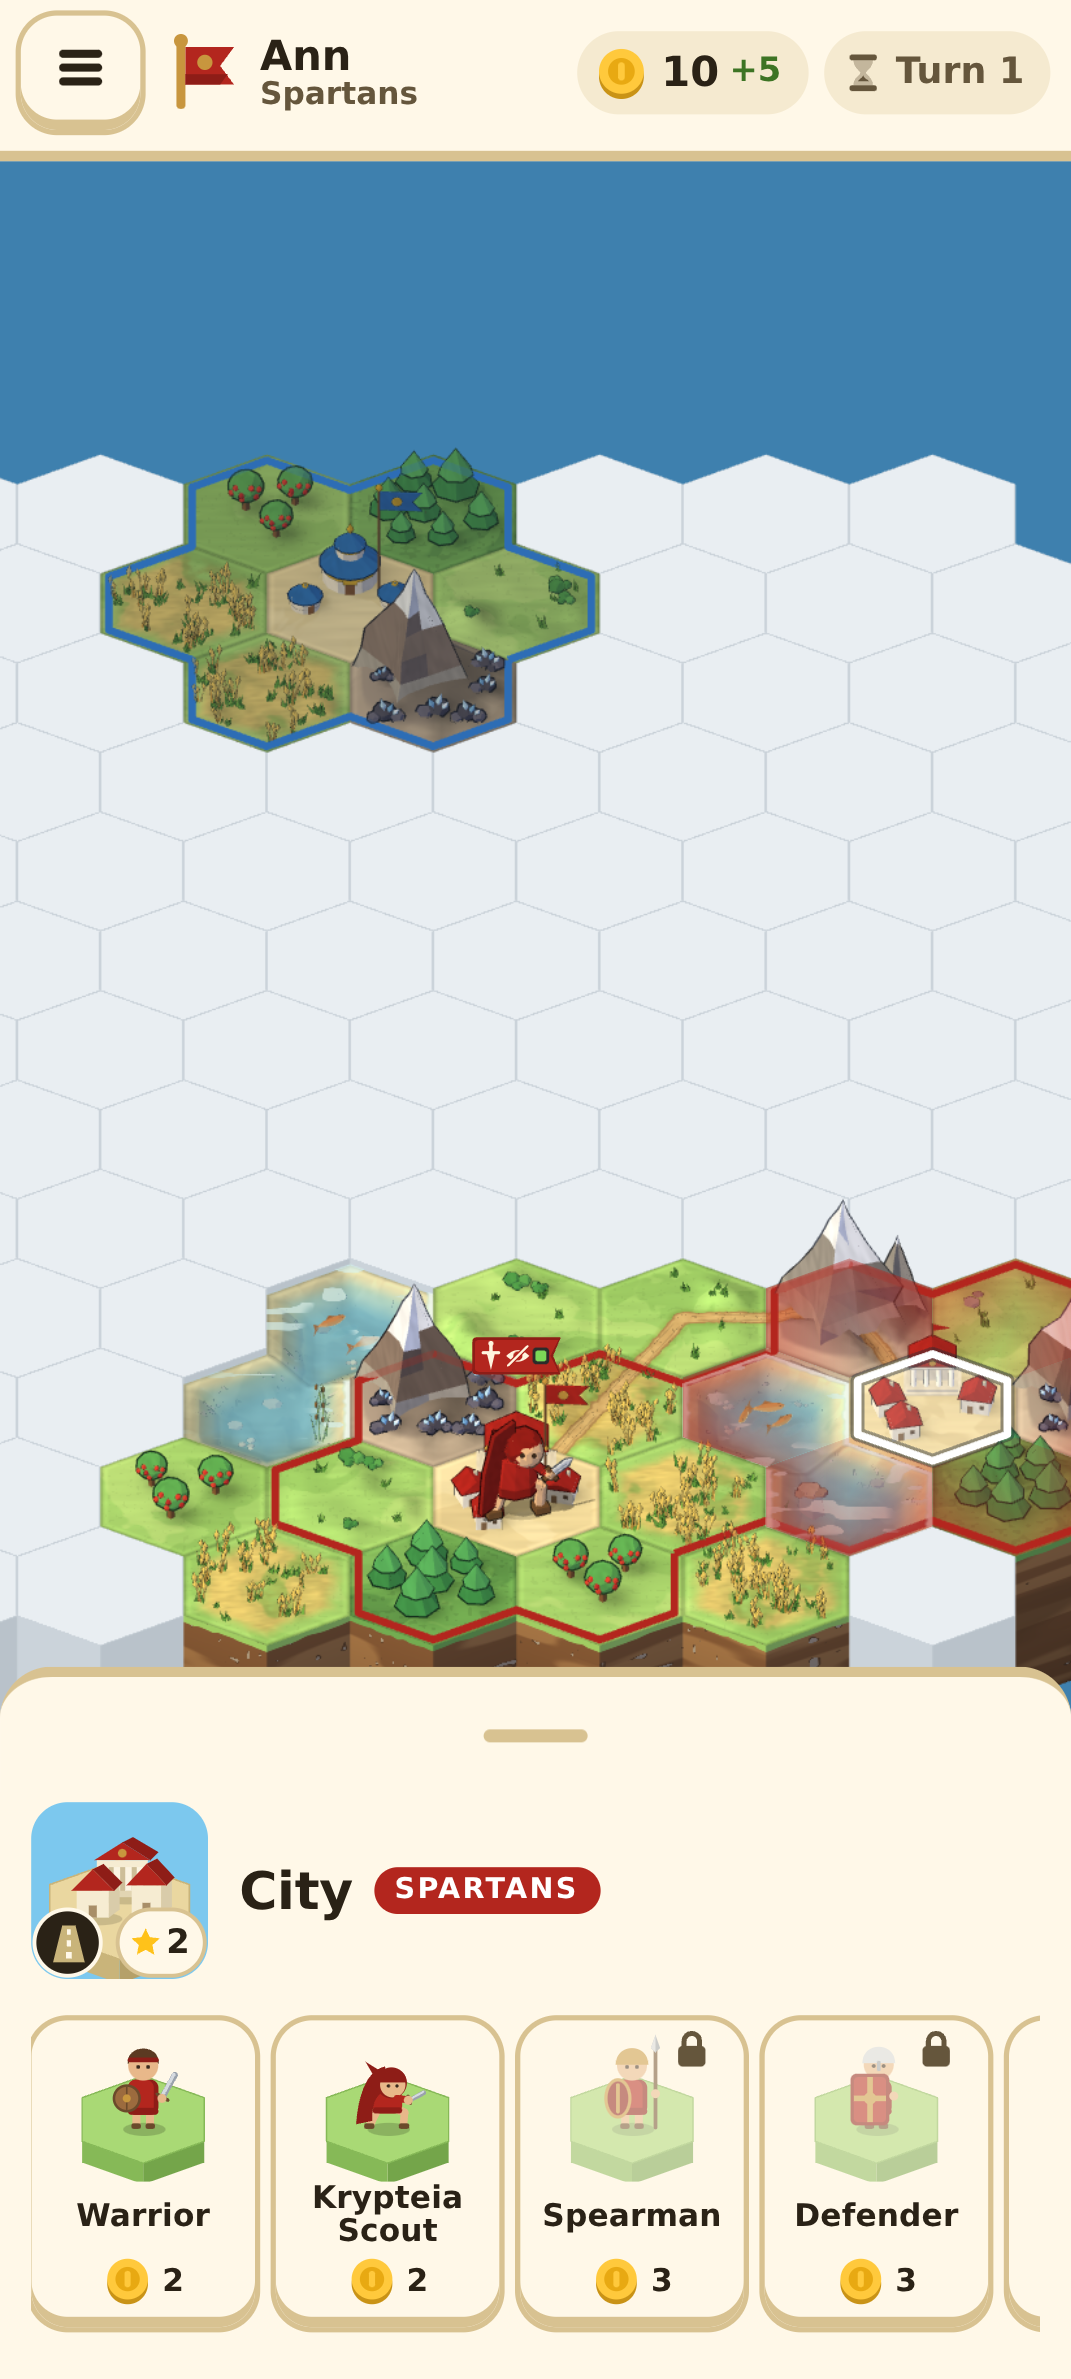 Ann
Spartans
10 +5
Turn 1
City
SPARTANS
2
Warrior
2
Krypteia
Scout
2
Spearman
3
Defender
3